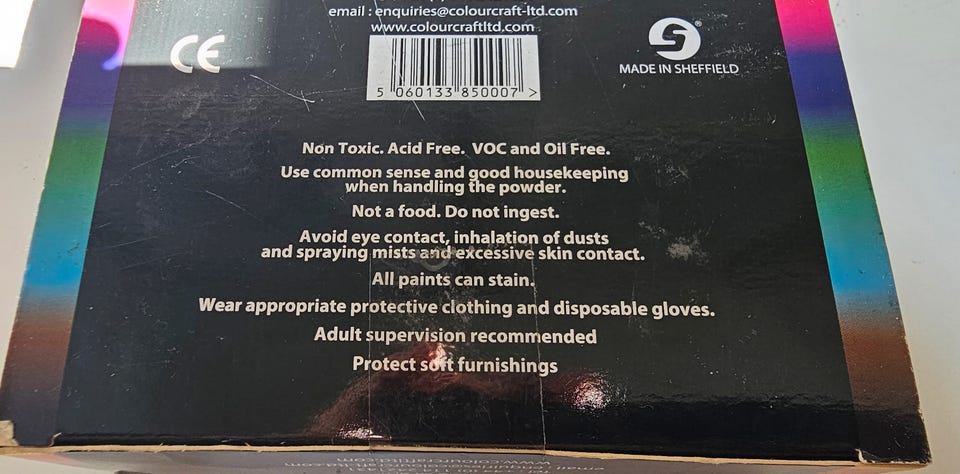 email : enquiries@colourcraft-ltd.com
www.colourcraftltd.com
CE
5 060133 850007 >
S®
MADE IN SHEFFIELD
Non Toxic. Acid Free. VOC and Oil Free.
Use common sense and good housekeeping
when handling the powder.
Not a food. Do not ingest.
Avoid eye contact, inhalation of dusts
and spraying mists and excessive skin contact.
All paints can stain.
Wear appropriate protective clothing and disposable gloves.
Adult supervision recommended
Protect soft furnishings
www.colourcraftltd.com